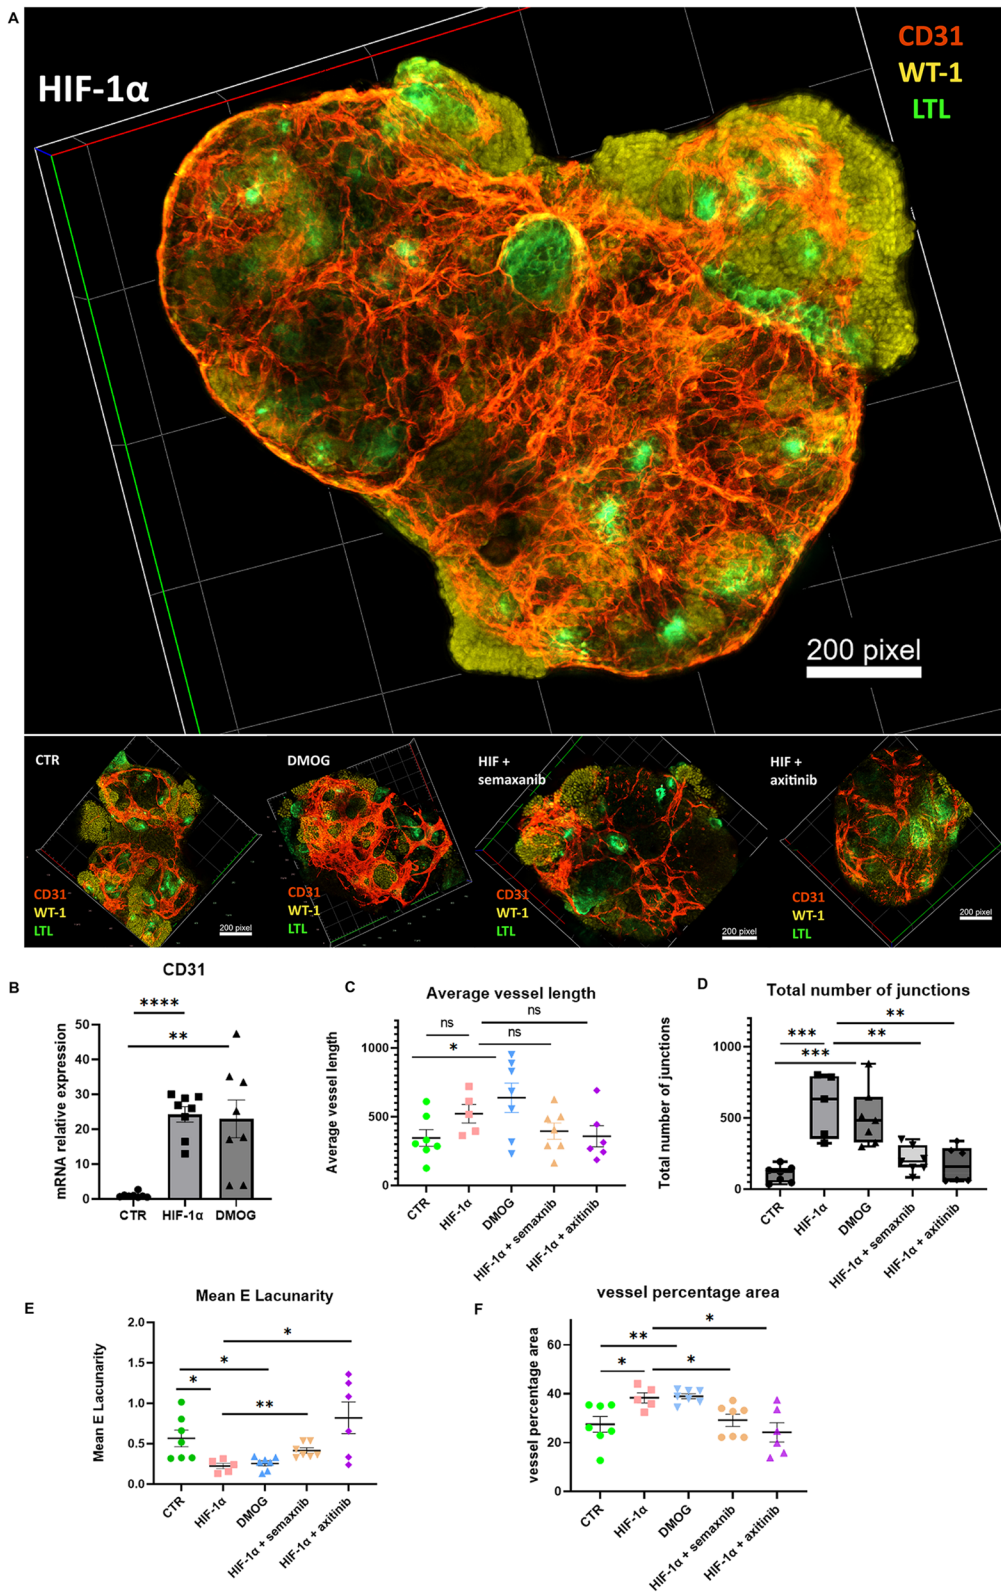 A
HIF-1α
CD31
WT-1
LTL
200 pixel
CTR
CD31
WT-1
LTL
200 pixel
DMOG
CD31
WT-1
LTL
200 pixel
HIF +
semaxanib
CD31
WT-1
LTL
200 pixel
HIF +
axitinib
CD31
WT-1
LTL
200 pixel
B
CD31
mRNA relative expression
50
40
30
20
10
0
****
**
CTR
HIF-1α
DMOG
C
Average vessel length
Average vessel length
1000
500
0
ns
ns
ns
*
CTR
HIF-1α
DMOG
HIF-1α + semaxnib
HIF-1α + axitinib
D
Total number of junctions
Total number of junctions
1000
500
0
**
***
**
***
CTR
HIF-1α
DMOG
HIF-1α + semaxnib
HIF-1α + axitinib
E
Mean E Lacunarity
Mean E Lacunarity
2.0
1.5
1.0
0.5
0.0
*
*
*
**
CTR
HIF-1α
DMOG
HIF-1α + semaxnib
HIF-1α + axitinib
F
vessel percentage area
vessel percentage area
60
40
20
0
*
**
*
*
CTR
HIF-1α
DMOG
HIF-1α + semaxnib
HIF-1α + axitinib